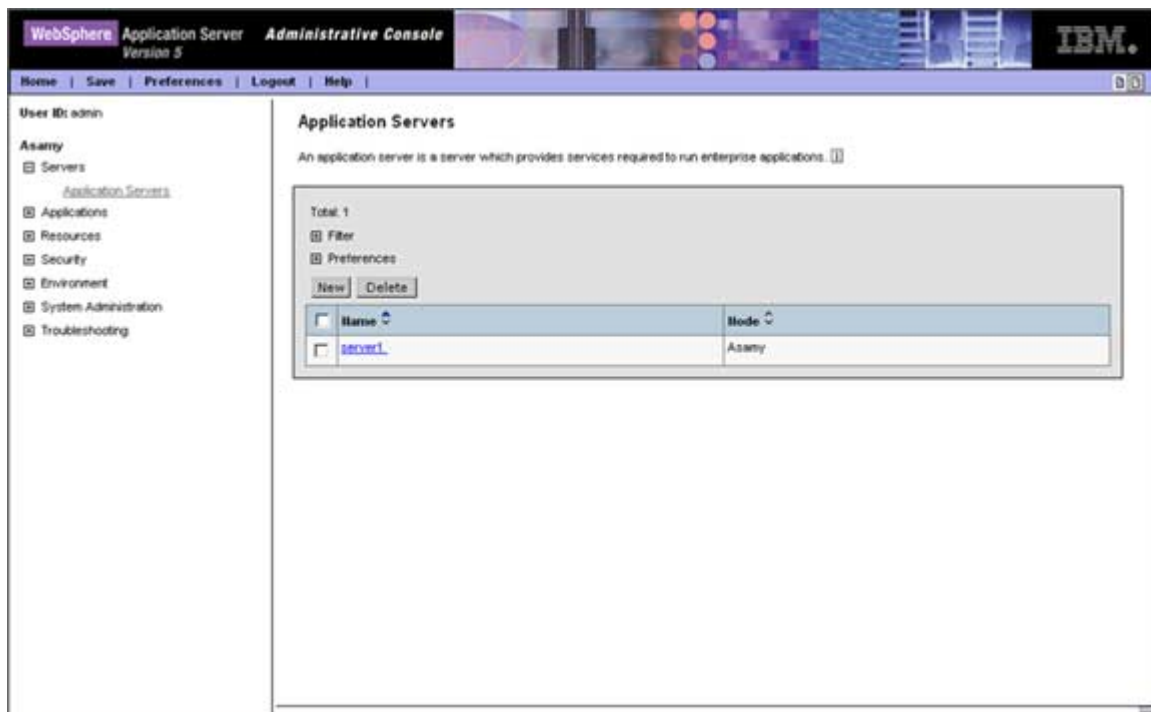 WebSphere Application Server Administrative Console
Version 5
IBM.
Home | Save | Preferences | Logout | Help |
User ID: admin
Asamy
Servers
Application Servers
Applications
Resources
Security
Environment
System Administration
Troubleshooting
Application Servers
An application server is a server which provides services required to run enterprise applications. i
Total: 1
Filter
Preferences
New Delete
Name Node
server1 Asamy